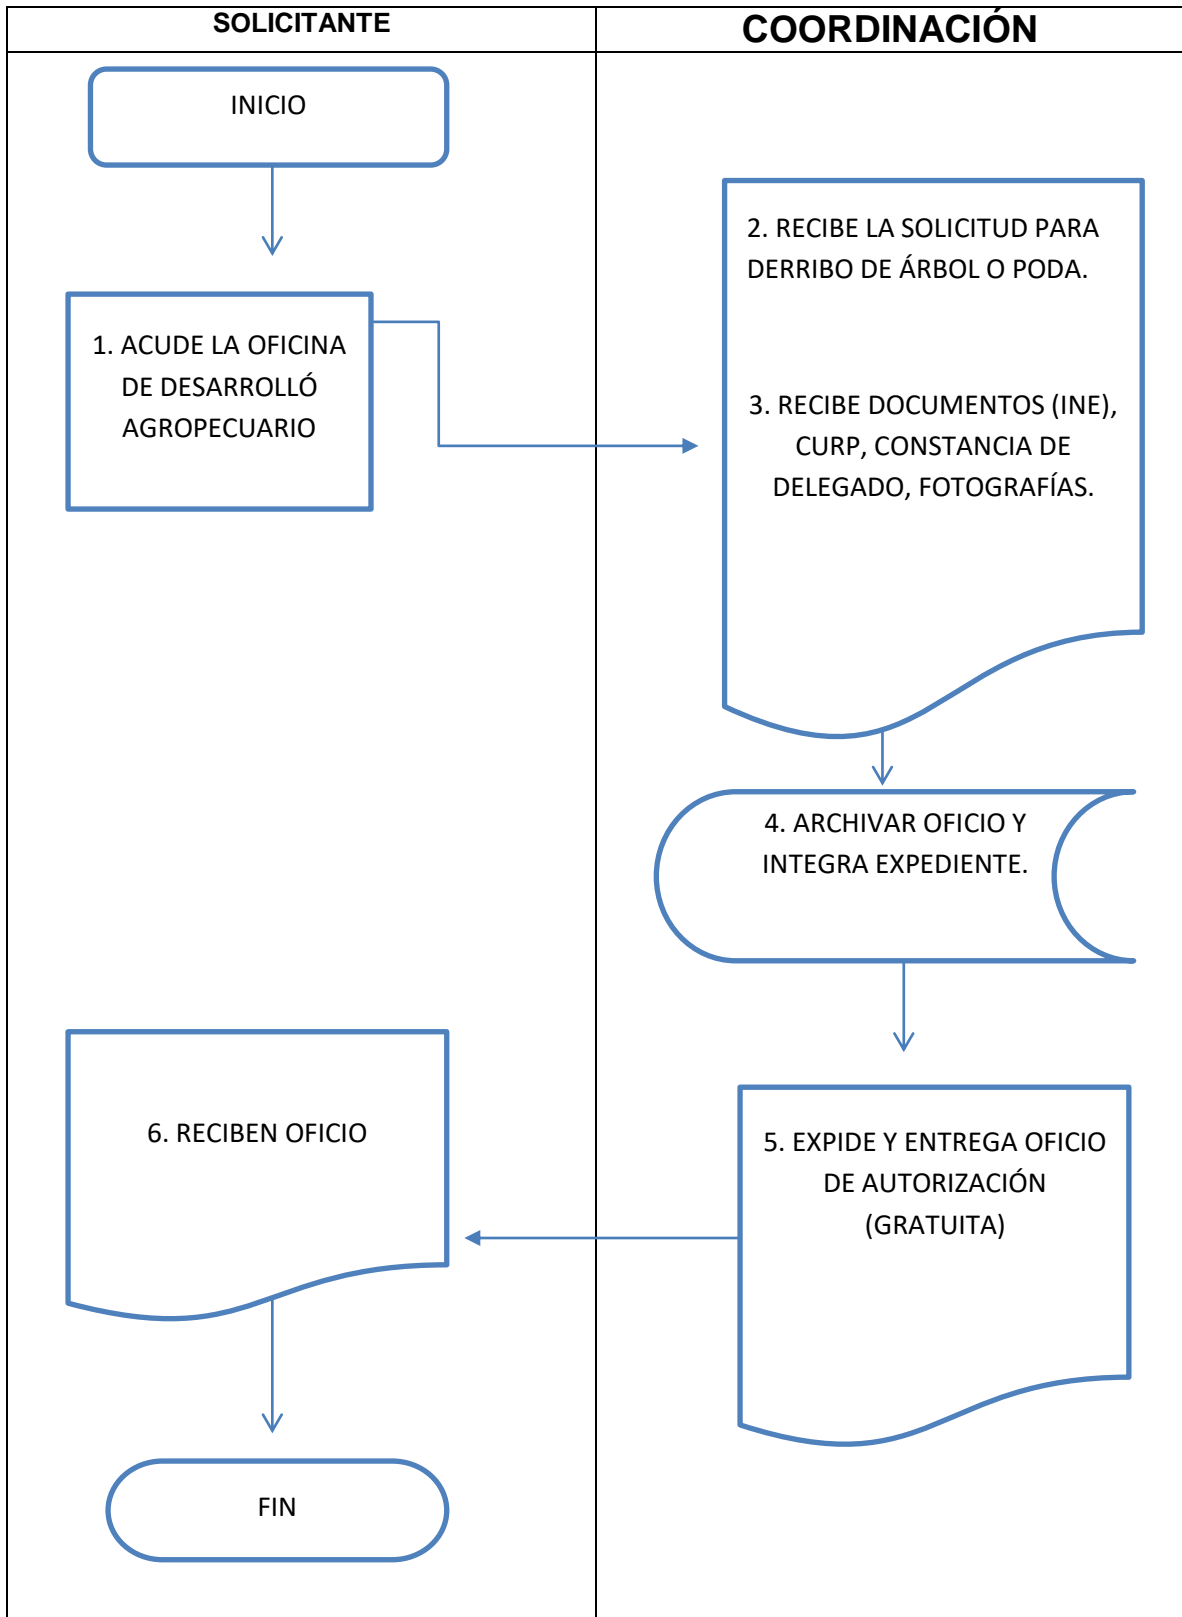 SOLICITANTE
COORDINACIÓN
INICIO
1. ACUDE LA OFICINA
DE DESARROLLÓ
AGROPECUARIO
2. RECIBE LA SOLICITUD PARA
DERRIBO DE ÁRBOL O PODA.
3. RECIBE DOCUMENTOS (INE),
CURP, CONSTANCIA DE
DELEGADO, FOTOGRAFÍAS.
4. ARCHIVAR OFICIO Y
INTEGRA EXPEDIENTE.
5. EXPIDE Y ENTREGA OFICIO
DE AUTORIZACIÓN
(GRATUITA)
6. RECIBEN OFICIO
FIN